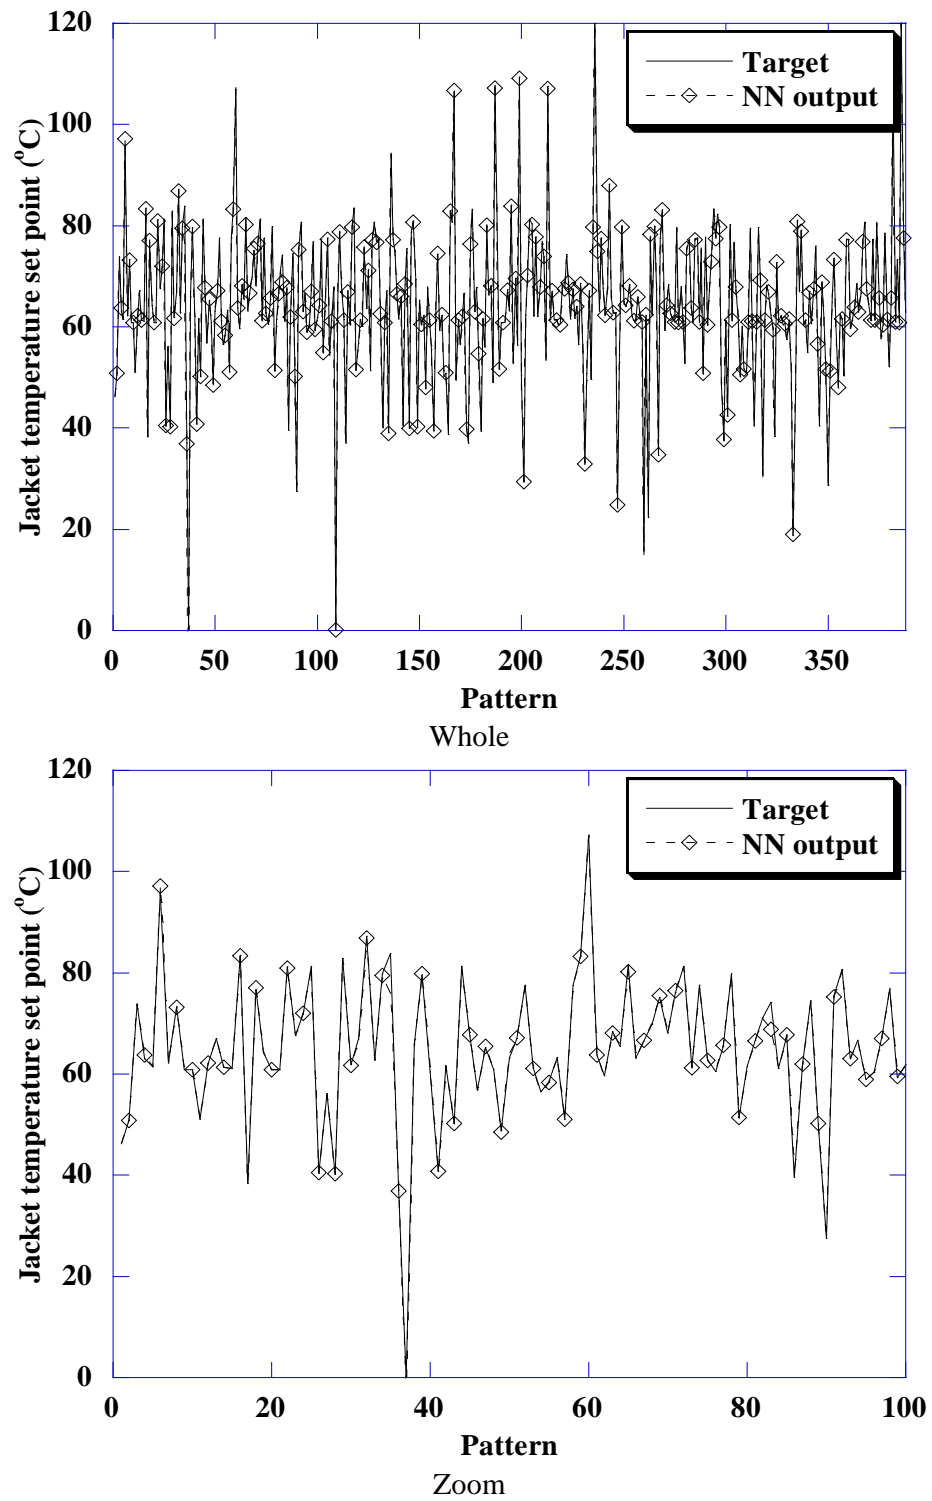 120
100
80
60
40
20
0
Jacket temperature set point (°C)
Target
NN output
0 50 100 150 200 250 300 350
Pattern
Whole
120
100
80
60
40
20
0
Jacket temperature set point (°C)
Target
NN output
0 20 40 60 80 100
Pattern
Zoom